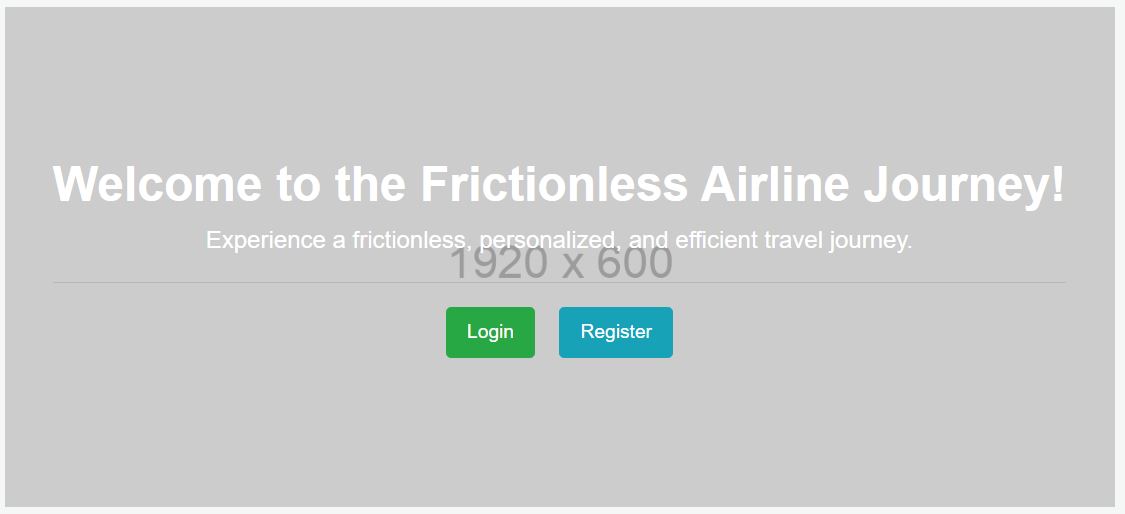 Welcome to the Frictionless Airline Journey!
Experience a frictionless, personalized, and efficient travel journey.
1920 x 600
Login
Register